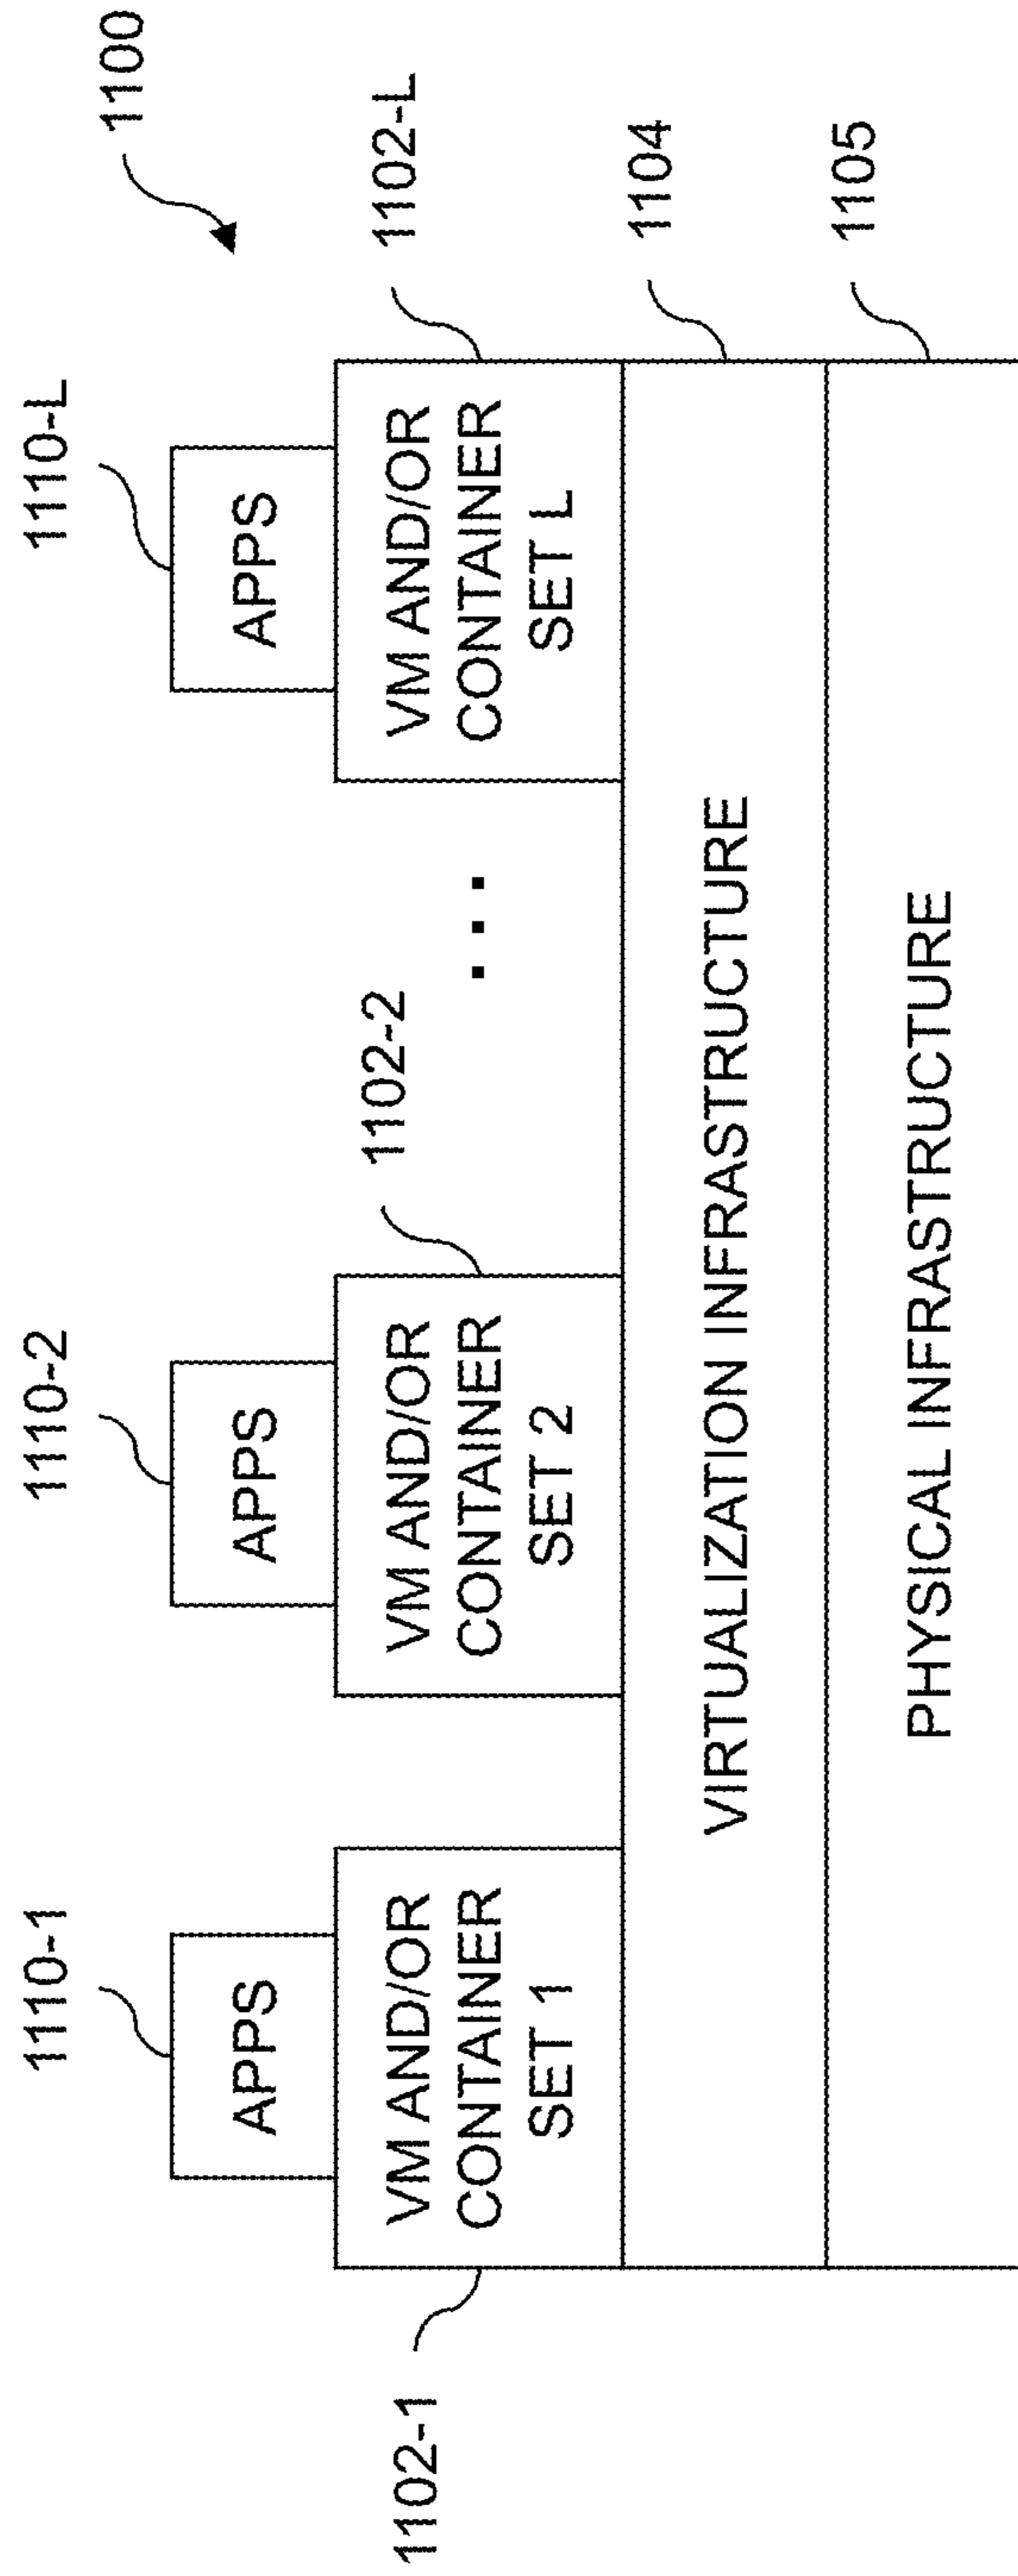 1100
1110-1
1110-2
1110-L
APPS
APPS
APPS
1102-1
VM AND/OR
CONTAINER
SET 1
VM AND/OR
CONTAINER
SET 2
1102-2
...
VM AND/OR
CONTAINER
SET L
1102-L
VIRTUALIZATION INFRASTRUCTURE
1104
PHYSICAL INFRASTRUCTURE
1105